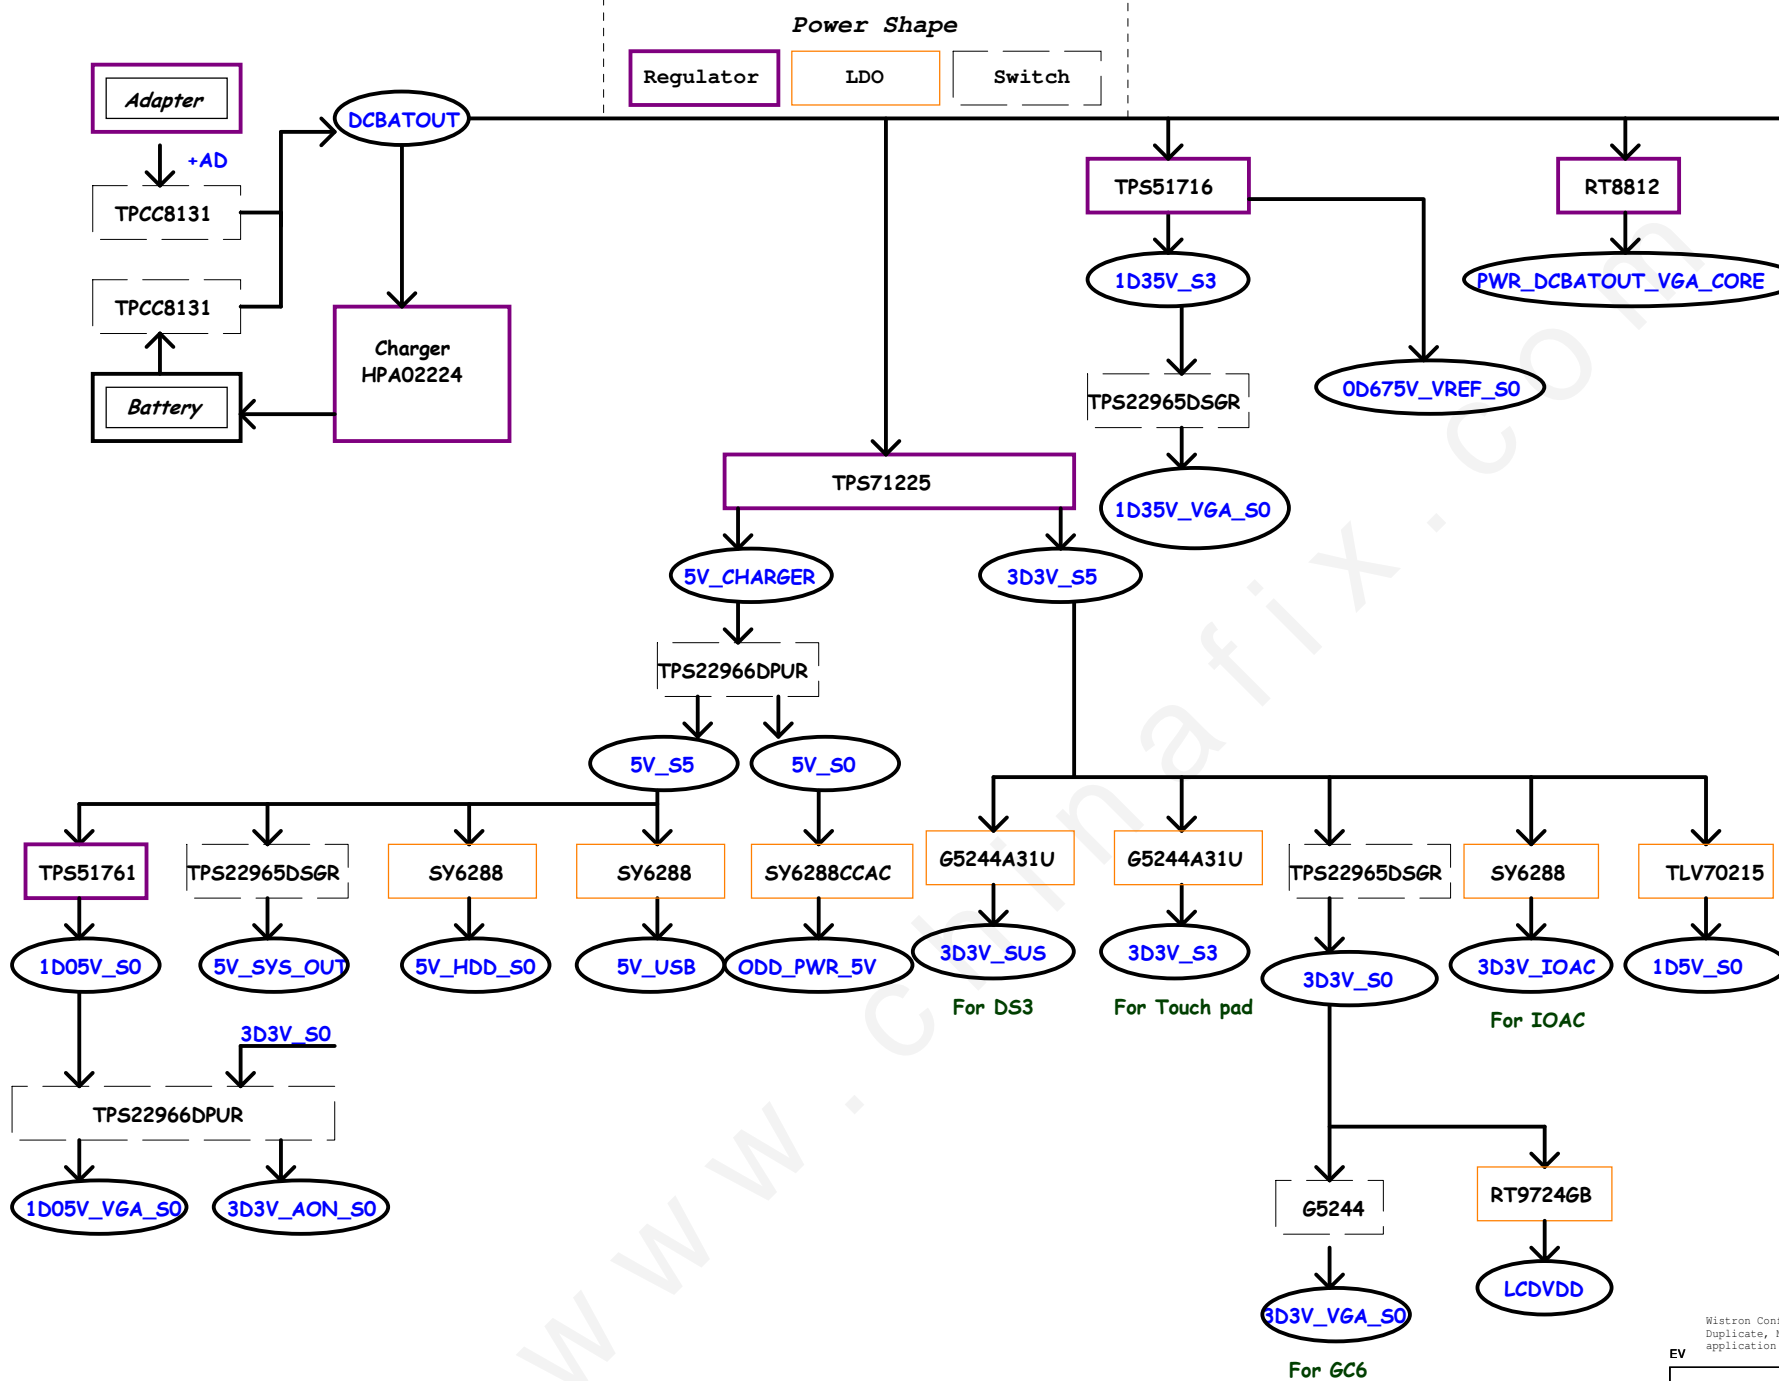 Power Shape
Regulator
LDO
Switch
Adapter
DCBATOUT
+AD
TPCC8131
TPS51716
RT8812
1D35V_S3
PWR_DCBATOUT_VGA_CORE
TPCC8131
Charger
HPA02224
Battery
TPS22965DSGR
0D675V_VREF_S0
TPS71225
1D35V_VGA_S0
5V_CHARGER
3D3V_S5
TPS22966DPUR
5V_S5
5V_S0
TPS51761
TPS22965DSGR
SY6288
SY6288
SY6288CCAC
G5244A31U
G5244A31U
TPS22965DSGR
SY6288
TLV70215
1D05V_S0
5V_SYS_OUT
5V_HDD_S0
5V_USB
ODD_PWR_5V
3D3V_SUS
3D3V_S3
3D3V_S0
3D3V_IOAC
1D5V_S0
For DS3
For Touch pad
For IOAC
3D3V_S0
TPS22966DPUR
1D05V_VGA_S0
3D3V_AON_S0
G5244
RT9724GB
3D3V_VGA_S0
LCDVDD
For GC6
Wistron
Duplicate,
application
EV
www.chinafix.com